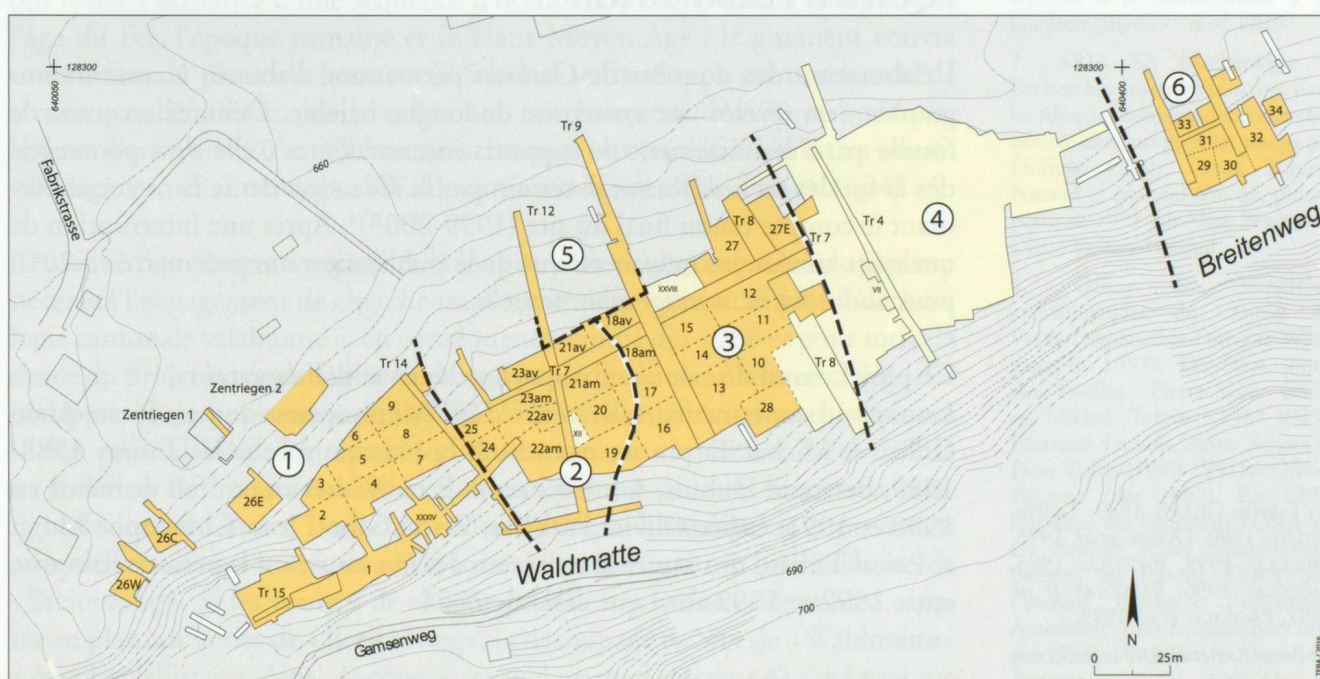 128300
640050
Fabrikstrasse
660
Tr 9
Tr 12
5
Tr 8
27
27E
Tr 7
Tr 4
4
VII
128300
640400
6
33
31
29
30
32
34
Breitenweg
XXVIII
18av
21av
18am
23av
Tr 7
21am
23am
22av
20
XII
22am
19
2
17
16
15
14
13
12
11
10
28
3
Tr 8
Tr 14
Zentriegen 2
Zentriegen 1
1
9
8
7
6
5
4
3
2
25
24
26E
26C
26W
XXXIV
1
Tr 15
Gamsenweg
Waldmatte
690
700
N
0 25m
TERA / 2016